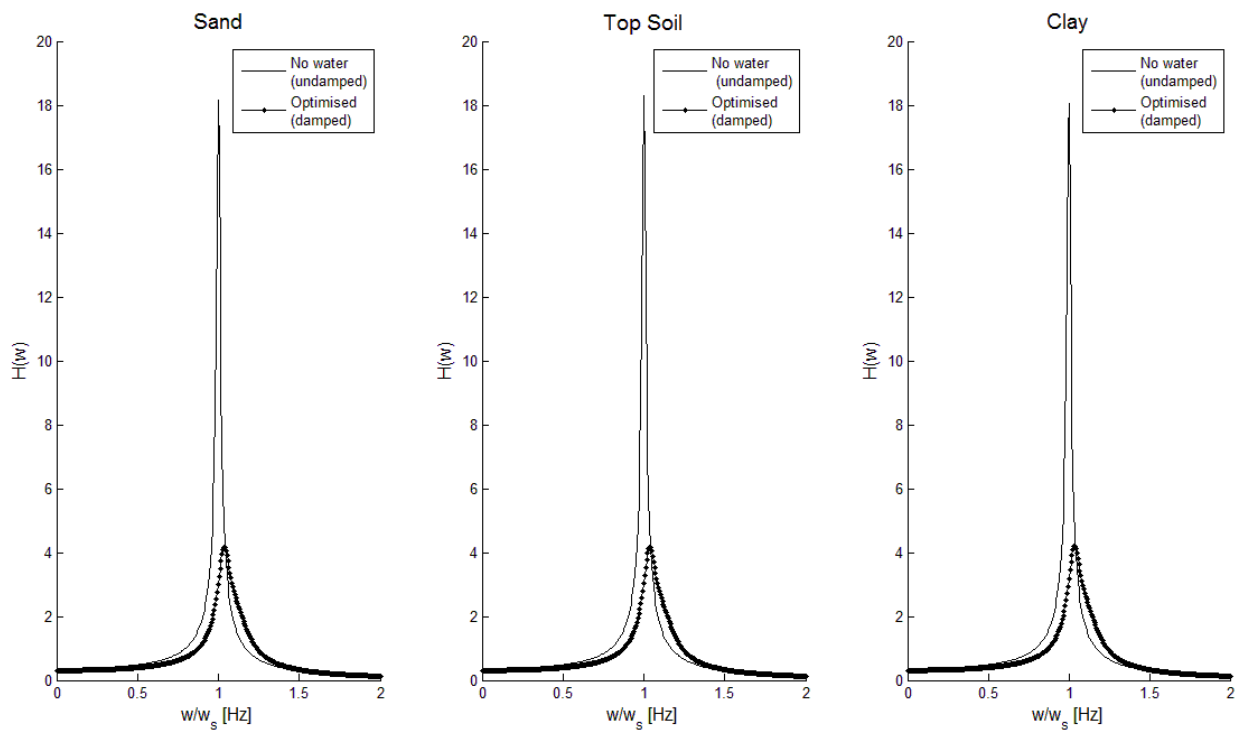 Sand
20
18
16
14
12
10
8
6
4
2
0
H(w)
No water
(undamped)
Optimised
(damped)
0
0.5
1
1.5
2
w/w_s [Hz]
Top Soil
20
18
16
14
12
10
8
6
4
2
0
H(w)
No water
(undamped)
Optimised
(damped)
0
0.5
1
1.5
2
w/w_s [Hz]
Clay
20
18
16
14
12
10
8
6
4
2
0
H(w)
No water
(undamped)
Optimised
(damped)
0
0.5
1
1.5
2
w/w_s [Hz]